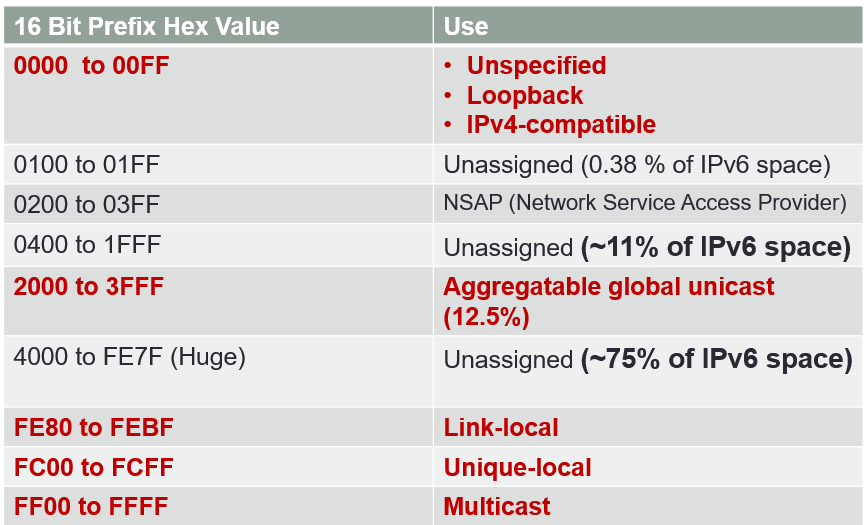 16 Bit Prefix Hex Value Use
0000 to 00FF • Unspecified
• Loopback
• IPv4-compatible
0100 to 01FF Unassigned (0.38 % of IPv6 space)
0200 to 03FF NSAP (Network Service Access Provider)
0400 to 1FFF Unassigned (~11% of IPv6 space)
2000 to 3FFF Aggregatable global unicast
(12.5%)
4000 to FE7F (Huge) Unassigned (~75% of IPv6 space)
FE80 to FEBF Link-local
FC00 to FCFF Unique-local
FF00 to FFFF Multicast